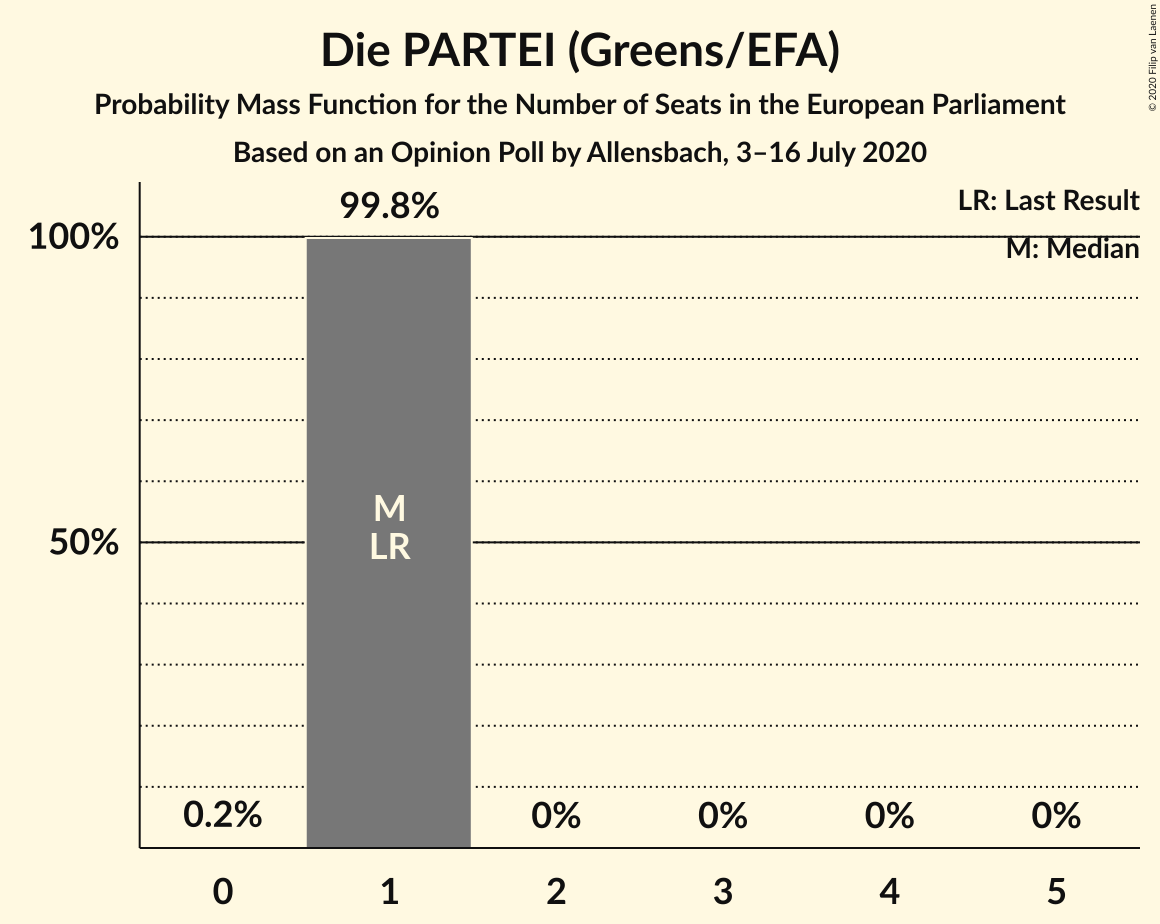 Die PARTEI (Greens/EFA)
Probability Mass Function for the Number of Seats in the European Parliament
Based on an Opinion Poll by Allensbach, 3–16 July 2020
© 2020 Filip van Laenen
LR: Last Result
M: Median
99.8%
100%
50%
M
LR
0.2%
0%
0%
0%
0%
0
1
2
3
4
5